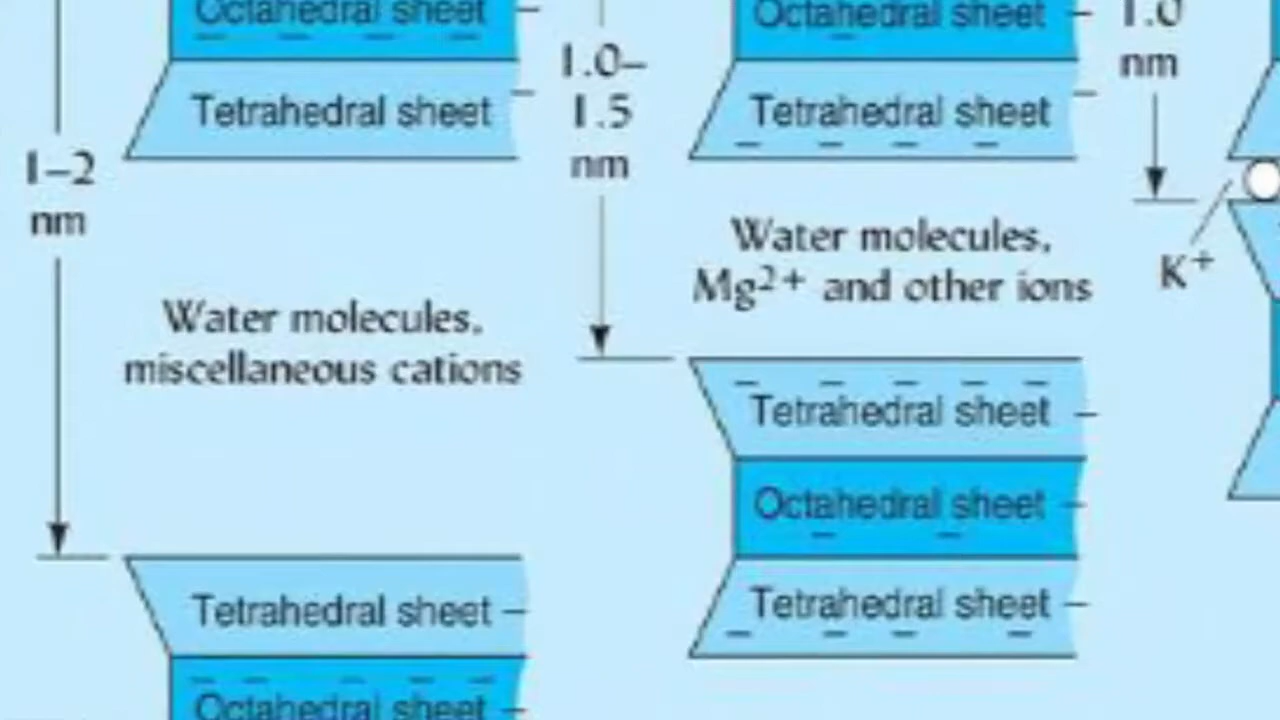 Octahedral sheet
Tetrahedral sheet
1–2
nm
Water molecules,
miscellaneous cations
Tetrahedral sheet
Octahedral sheet
1.0–
1.5
nm
Octahedral sheet
Tetrahedral sheet
Water molecules,
Mg2+ and other ions
Tetrahedral sheet
Octahedral sheet
Tetrahedral sheet
1.0
nm
K+